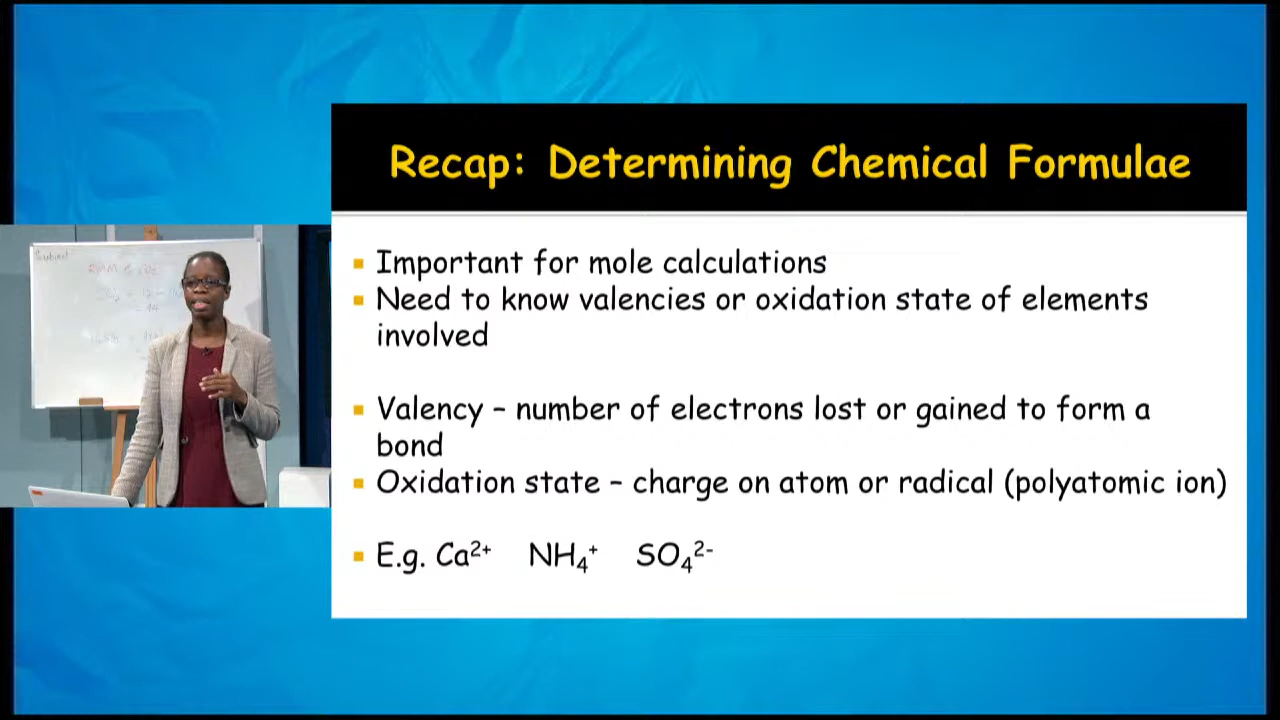 Recap: Determining Chemical Formulae
▪ Important for mole calculations
▪ Need to know valencies or oxidation state of elements
involved
▪ Valency – number of electrons lost or gained to form a
bond
▪ Oxidation state – charge on atom or radical (polyatomic ion)
▪ E.g. Ca²⁺ NH₄⁺ SO₄²⁻